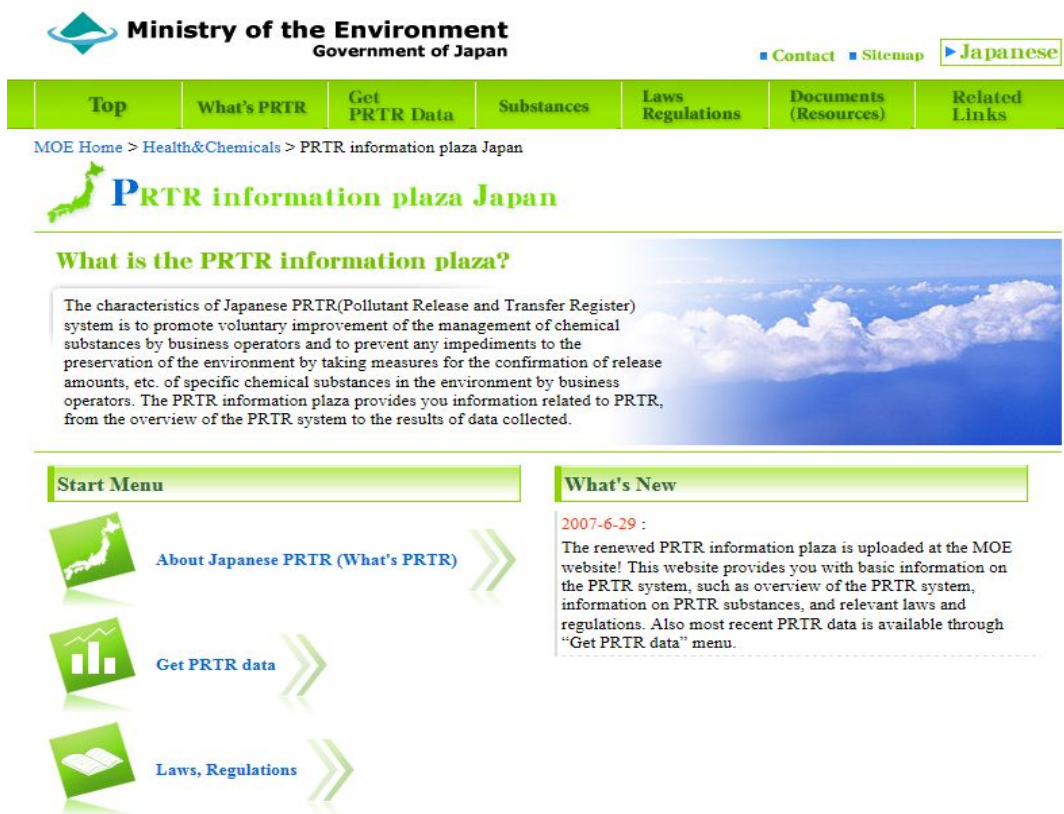 Ministry of the Environment
Government of Japan
Contact Sitemap Japanese
Top What's PRTR Get PRTR Data Substances Laws Regulations Documents (Resources) Related Links
MOE Home > Health&Chemicals > PRTR information plaza Japan
PRTR information plaza Japan
What is the PRTR information plaza?
The characteristics of Japanese PRTR(Pollutant Release and Transfer Register)
system is to promote voluntary improvement of the management of chemical
substances by business operators and to prevent any impediments to the
preservation of the environment by taking measures for the confirmation of release
amounts, etc. of specific chemical substances in the environment by business
operators. The PRTR information plaza provides you information related to PRTR,
from the overview of the PRTR system to the results of data collected.
Start Menu
About Japanese PRTR (What's PRTR)
Get PRTR data
Laws, Regulations
What's New
2007-6-29 :
The renewed PRTR information plaza is uploaded at the MOE
website! This website provides you with basic information on
the PRTR system, such as overview of the PRTR system,
information on PRTR substances, and relevant laws and
regulations. Also most recent PRTR data is available through
“Get PRTR data” menu.